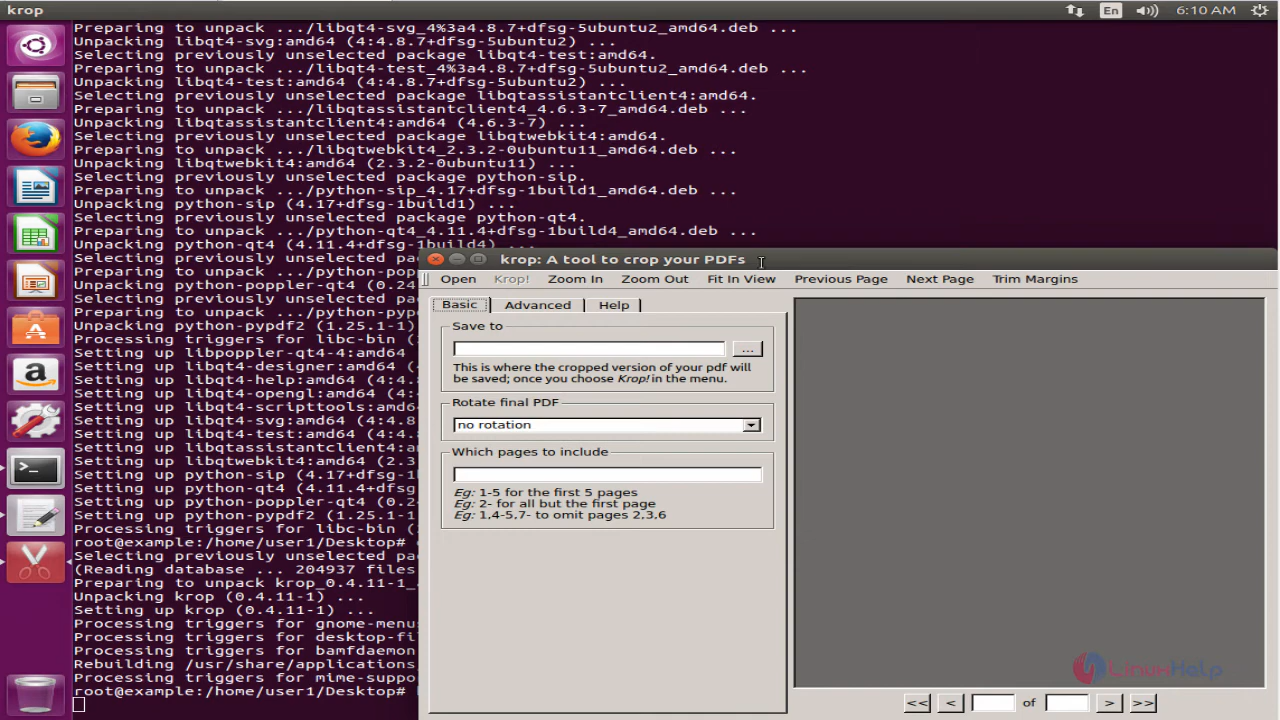 krop
En
6:10 AM
Preparing to unpack .../libqt4-svg_4%3a4.8.7+dfsg-5ubuntu2_amd64.deb ...
Unpacking libqt4-svg:amd64 (4:4.8.7+dfsg-5ubuntu2) ...
Selecting previously unselected package libqt4-test:amd64.
Preparing to unpack .../libqt4-test_4%3a4.8.7+dfsg-5ubuntu2_amd64.deb ...
Unpacking libqt4-test:amd64 (4:4.8.7+dfsg-5ubuntu2) ...
Selecting previously unselected package libqtassistantclient4:amd64.
Preparing to unpack .../libqtassistantclient4_4.6.3-7_amd64.deb ...
Unpacking libqtassistantclient4:amd64 (4.6.3-7) ...
Selecting previously unselected package libqtwebkit4:amd64.
Preparing to unpack .../libqtwebkit4_2.3.2-0ubuntu11_amd64.deb ...
Unpacking libqtwebkit4:amd64 (2.3.2-0ubuntu11) ...
Selecting previously unselected package python-sip.
Preparing to unpack .../python-sip_4.17+dfsg-1build1_amd64.deb ...
Unpacking python-sip (4.17+dfsg-1build1) ...
Selecting previously unselected package python-qt4.
Preparing to unpack .../python-qt4_4.11.4+dfsg-1build4_amd64.deb ...
Unpacking python-qt4 (4.11.4+dfsg-1build4) ...
Selecting previously unselected
Preparing to unpack .../python-pop
Unpacking python-poppler-qt4 (0.24
Selecting previously unselected
Preparing to unpack .../python-pyp
Unpacking python-pypdf2 (1.25.1-1)
Processing triggers for libc-bin (
Setting up libpoppler-qt4-4:amd64
Setting up libqt4-designer:amd64 (
Setting up libqt4-help:amd64 (4:4.8
Setting up libqt4-opengl:amd64 (4:
Setting up libqt4-scripttools:amd64
Setting up libqt4-svg:amd64 (4:4.8
Setting up libqt4-test:amd64 (4:4.
Setting up libqtassistantclient4:am
Setting up libqtwebkit4:amd64 (2.3
Setting up python-sip (4.17+dfsg-1
Setting up python-qt4 (4.11.4+dfsg
Setting up python-poppler-qt4 (0.2
Setting up python-pypdf2 (1.25.1-1
Processing triggers for libc-bin (
root@example:/home/user1/Desktop#
Selecting previously unselected pac
(Reading database ... 204937 files
Preparing to unpack krop_0.4.11-1_
Unpacking krop (0.4.11-1) ...
Setting up krop (0.4.11-1) ...
Processing triggers for gnome-menus
Processing triggers for desktop-fil
Processing triggers for bamfdaemon
Rebuilding /usr/share/applications
Processing triggers for mime-suppo
root@example:/home/user1/Desktop#
krop: A tool to crop your PDFs
Open Krop! Zoom In Zoom Out Fit In View Previous Page Next Page Trim Margins
Basic Advanced Help
Save to
...
This is where the cropped version of your pdf will
be saved; once you choose Krop! in the menu.
Rotate final PDF
no rotation
Which pages to include
Eg: 1-5 for the first 5 pages
Eg: 2- for all but the first page
Eg: 1,4-5,7- to omit pages 2,3,6
<< < of > >>
LinuxHelp